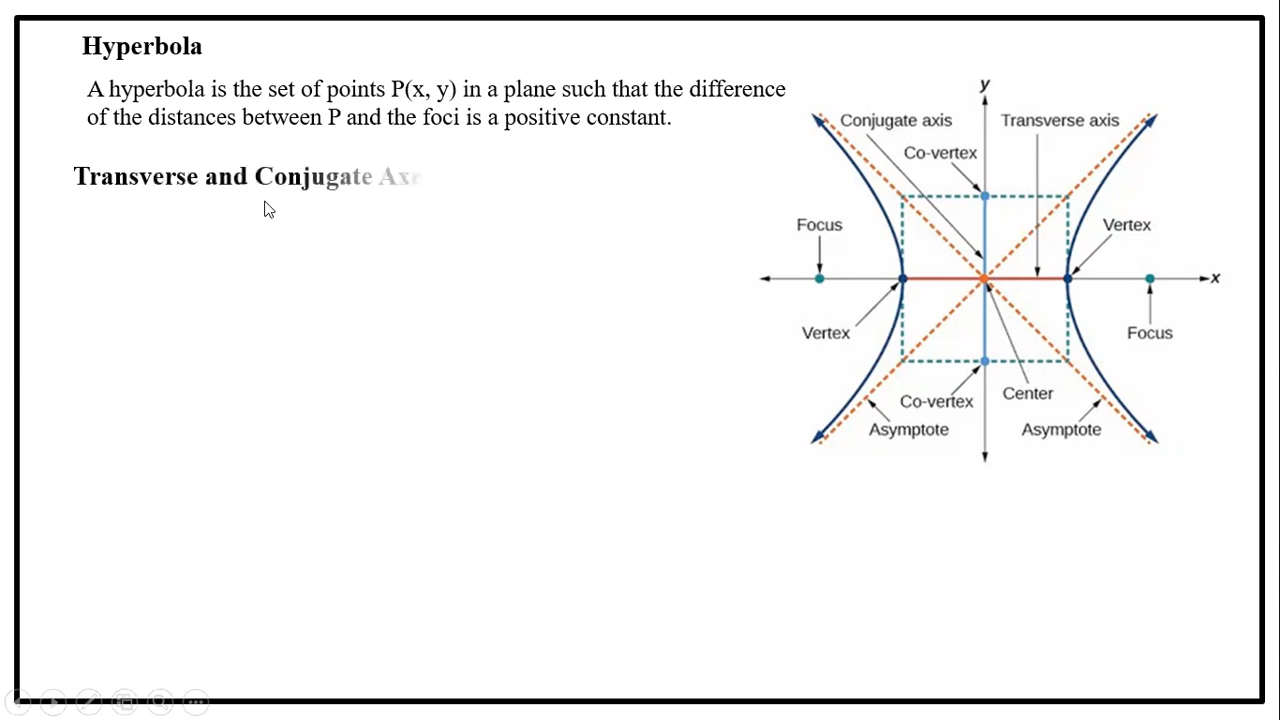 Hyperbola
A hyperbola is the set of points P(x, y) in a plane such that the difference
of the distances between P and the foci is a positive constant.
Transverse and Conjugate Axe
y
Conjugate axis
Transverse axis
Co-vertex
Focus
Vertex
x
Vertex
Focus
Center
Co-vertex
Asymptote
Asymptote